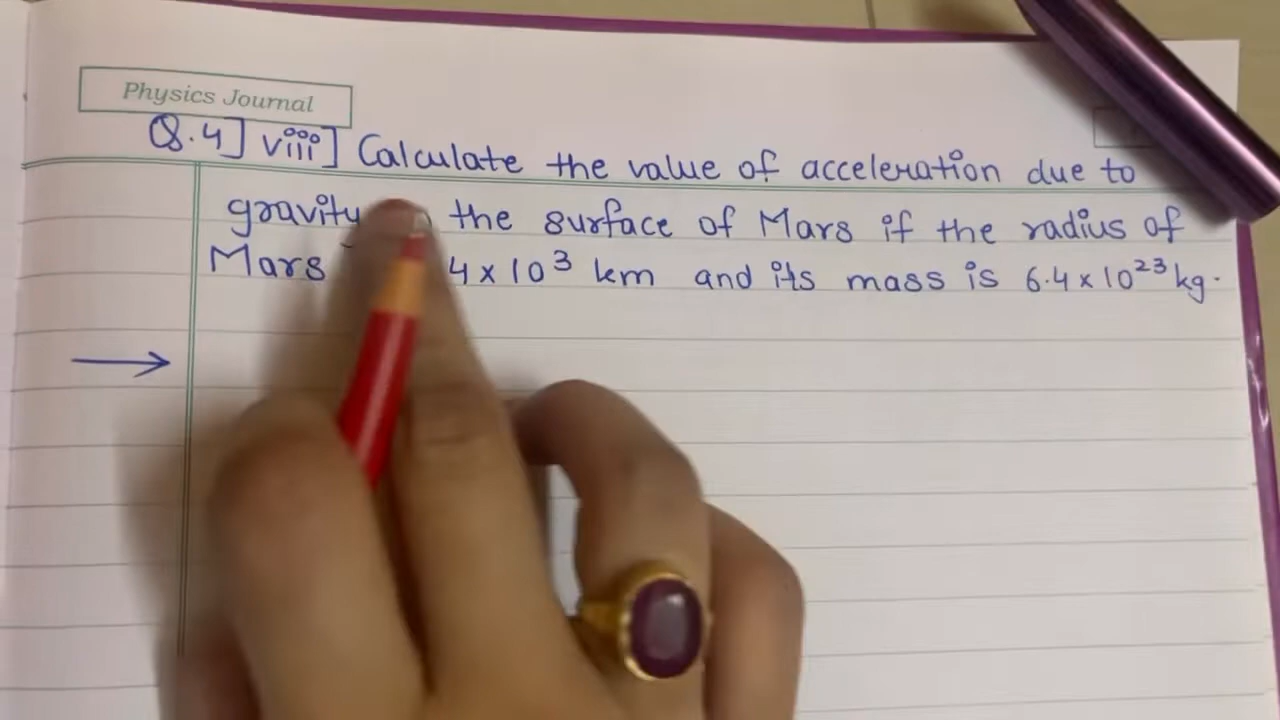 Physics Journal
Q.4] viii] Calculate the value of acceleration due to
gravity the surface of Mars if the radius of
Mars 4 x 10³ km and its mass is 6.4 x 10²³ kg.